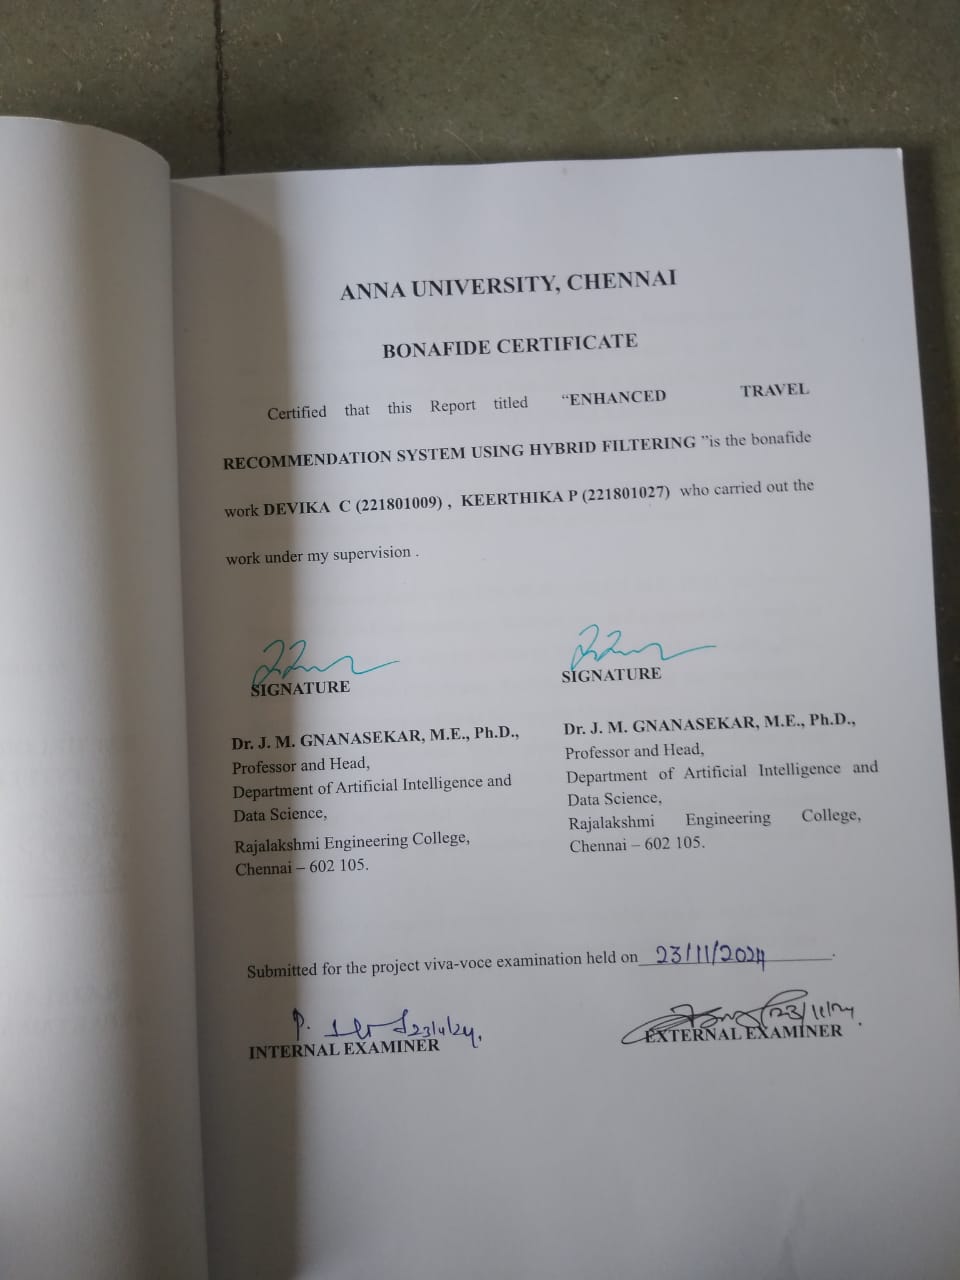 ANNA UNIVERSITY, CHENNAI
BONAFIDE CERTIFICATE
Certified that this Report titled “ENHANCED TRAVEL
RECOMMENDATION SYSTEM USING HYBRID FILTERING ”is the bonafide
work DEVIKA C (221801009) , KEERTHIKA P (221801027) who carried out the
work under my supervision .
SIGNATURE
Dr. J. M. GNANASEKAR, M.E., Ph.D.,
Professor and Head,
Department of Artificial Intelligence and
Data Science,
Rajalakshmi Engineering College,
Chennai – 602 105.
SIGNATURE
Dr. J. M. GNANASEKAR, M.E., Ph.D.,
Professor and Head,
Department of Artificial Intelligence and
Data Science,
Rajalakshmi Engineering College,
Chennai – 602 105.
Submitted for the project viva-voce examination held on 23/11/2024.
23/11/24.
INTERNAL EXAMINER
23/11/24.
EXTERNAL EXAMINER